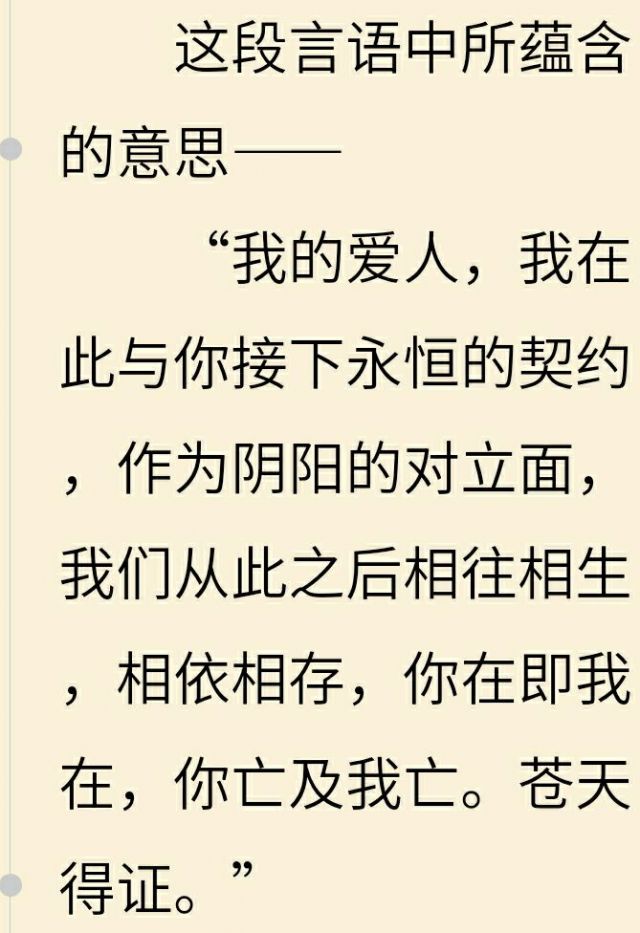 这段言语中所蕴含
的意思——
“我的爱人，我在
此与你接下永恒的契约
，作为阴阳的对立面，
我们从此之后相往相生
，相依相存，你在即我
在，你亡及我亡。苍天
得证。”